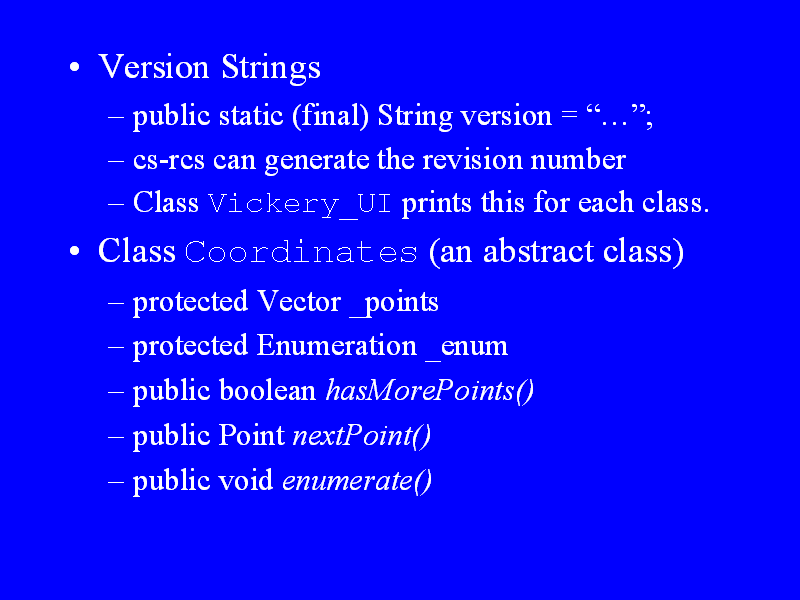 • Version Strings
– public static (final) String version = “…”;
– cs-rcs can generate the revision number
– Class Vickery_UI prints this for each class.
• Class Coordinates (an abstract class)
– protected Vector _points
– protected Enumeration _enum
– public boolean hasMorePoints()
– public Point nextPoint()
– public void enumerate()